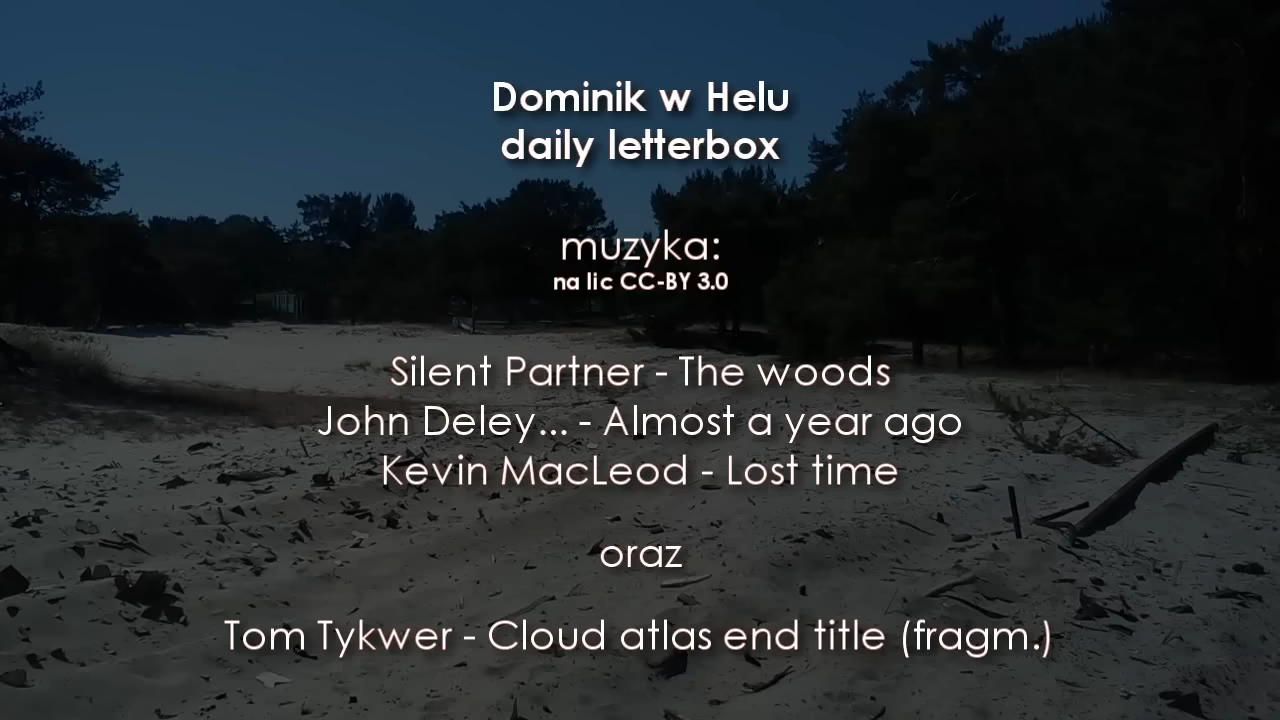 Dominik w Helu
daily letterbox
muzyka:
na lic CC-BY 3.0
Silent Partner - The woods
John Deley... - Almost a year ago
Kevin MacLeod - Lost time
oraz
Tom Tykwer - Cloud atlas end title (fragm.)